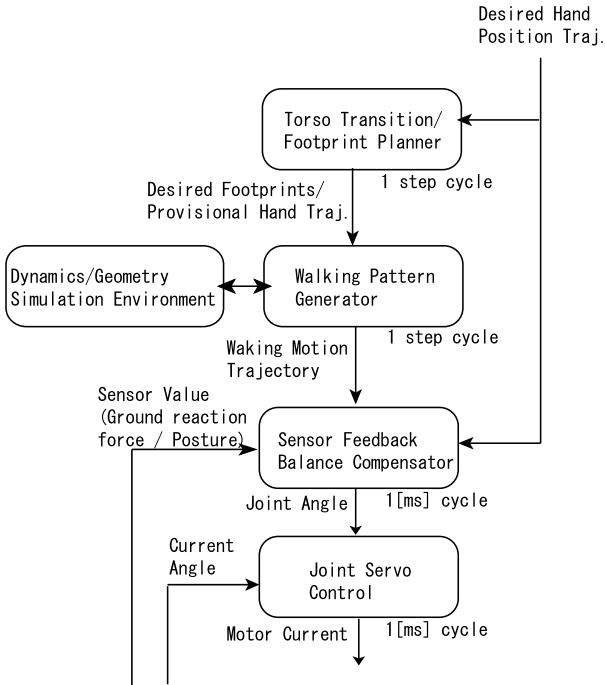 Desired Hand
Position Traj.
Torso Transition/
Footprint Planner
1 step cycle
Desired Footprints/
Provisional Hand Traj.
Dynamics/Geometry
Simulation Environment
Walking Pattern
Generator
1 step cycle
Waking Motion
Trajectory
Sensor Value
(Ground reaction
force / Posture)
Sensor Feedback
Balance Compensator
Joint Angle
1[ms] cycle
Current
Angle
Joint Servo
Control
Motor Current
1[ms] cycle